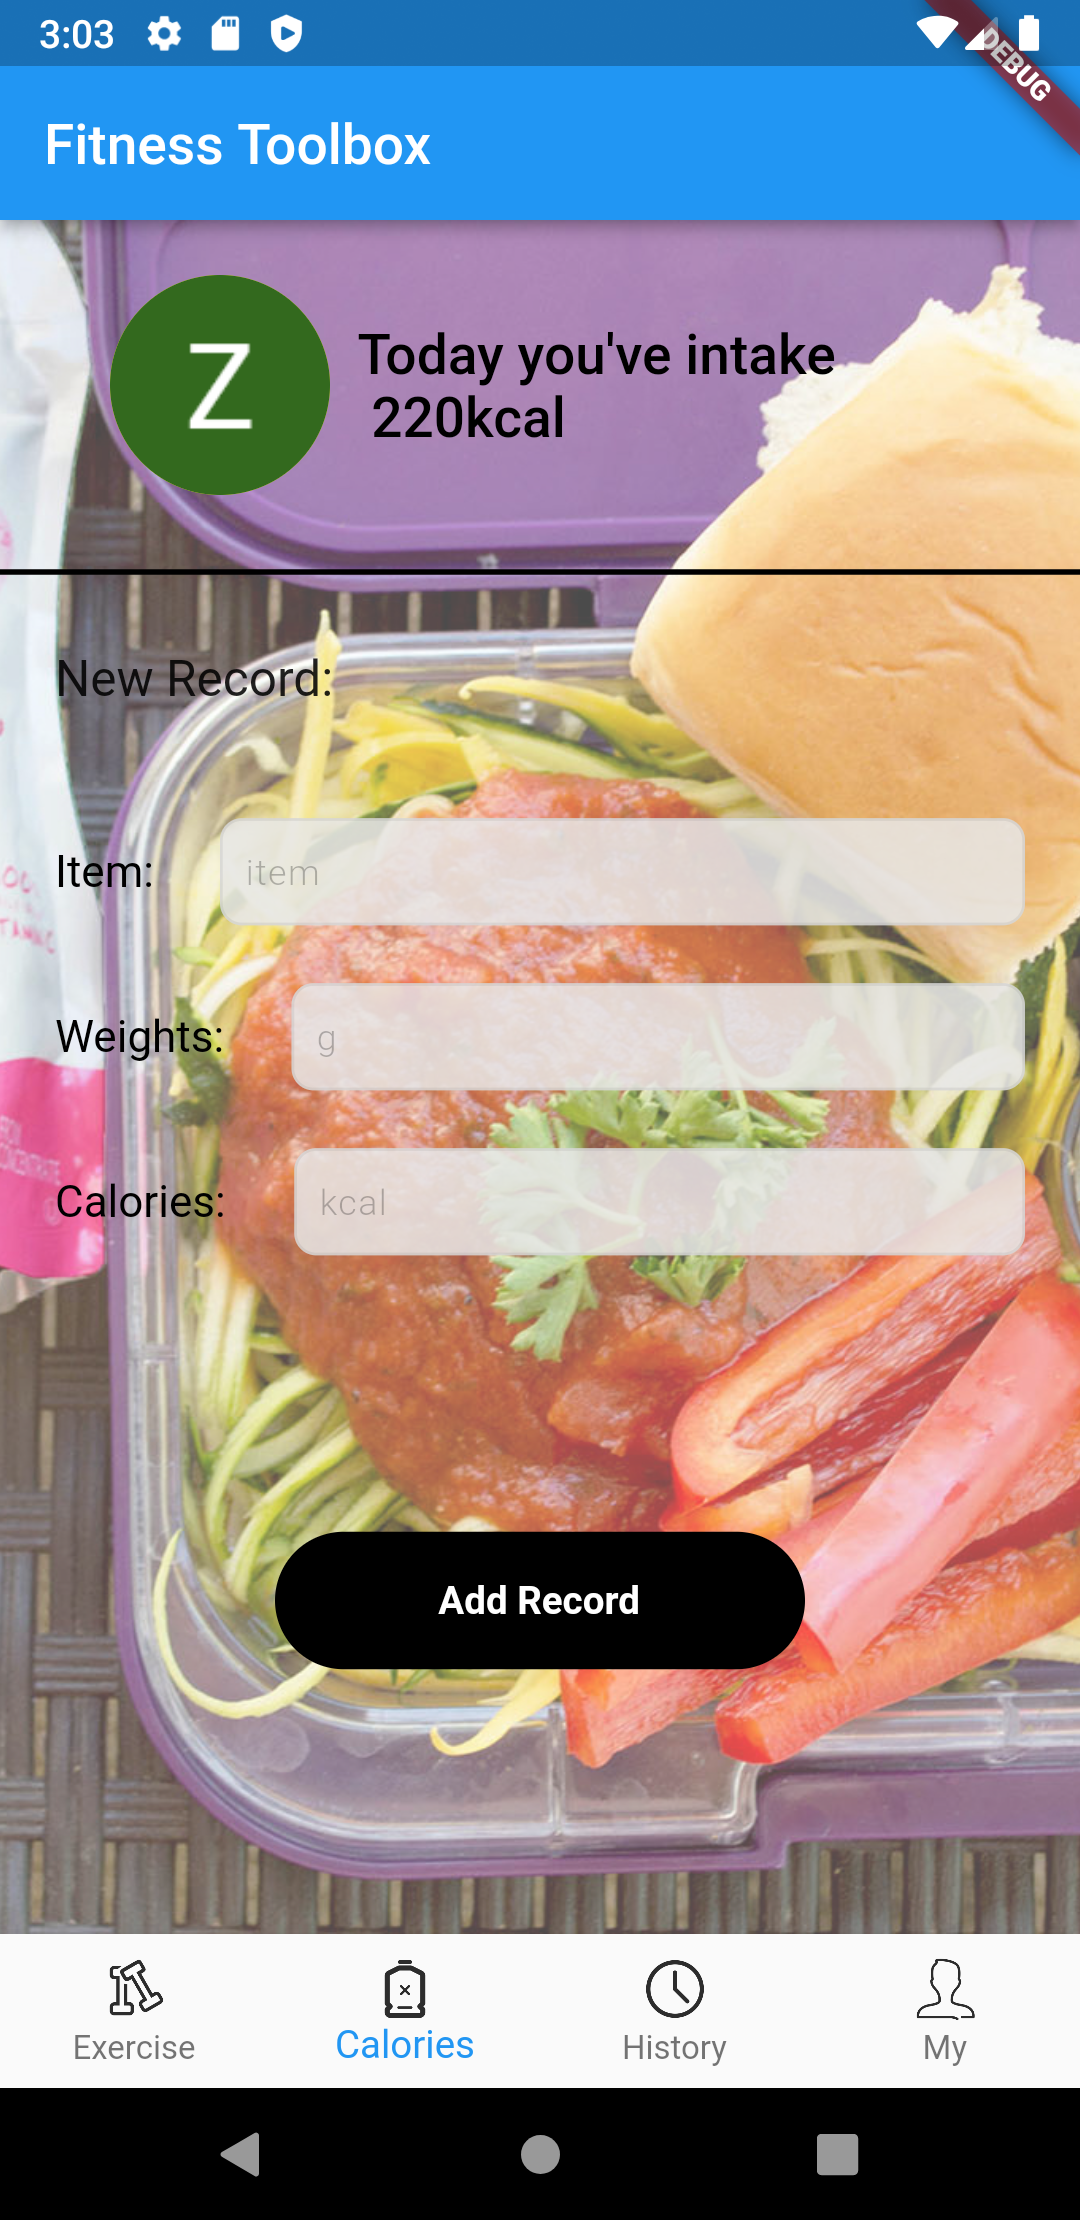 3:03
DEBUG
Fitness Toolbox
Z
Today you've intake
220kcal
New Record:
Item:
item
Weights:
g
Calories:
kcal
Add Record
Exercise
Calories
History
My